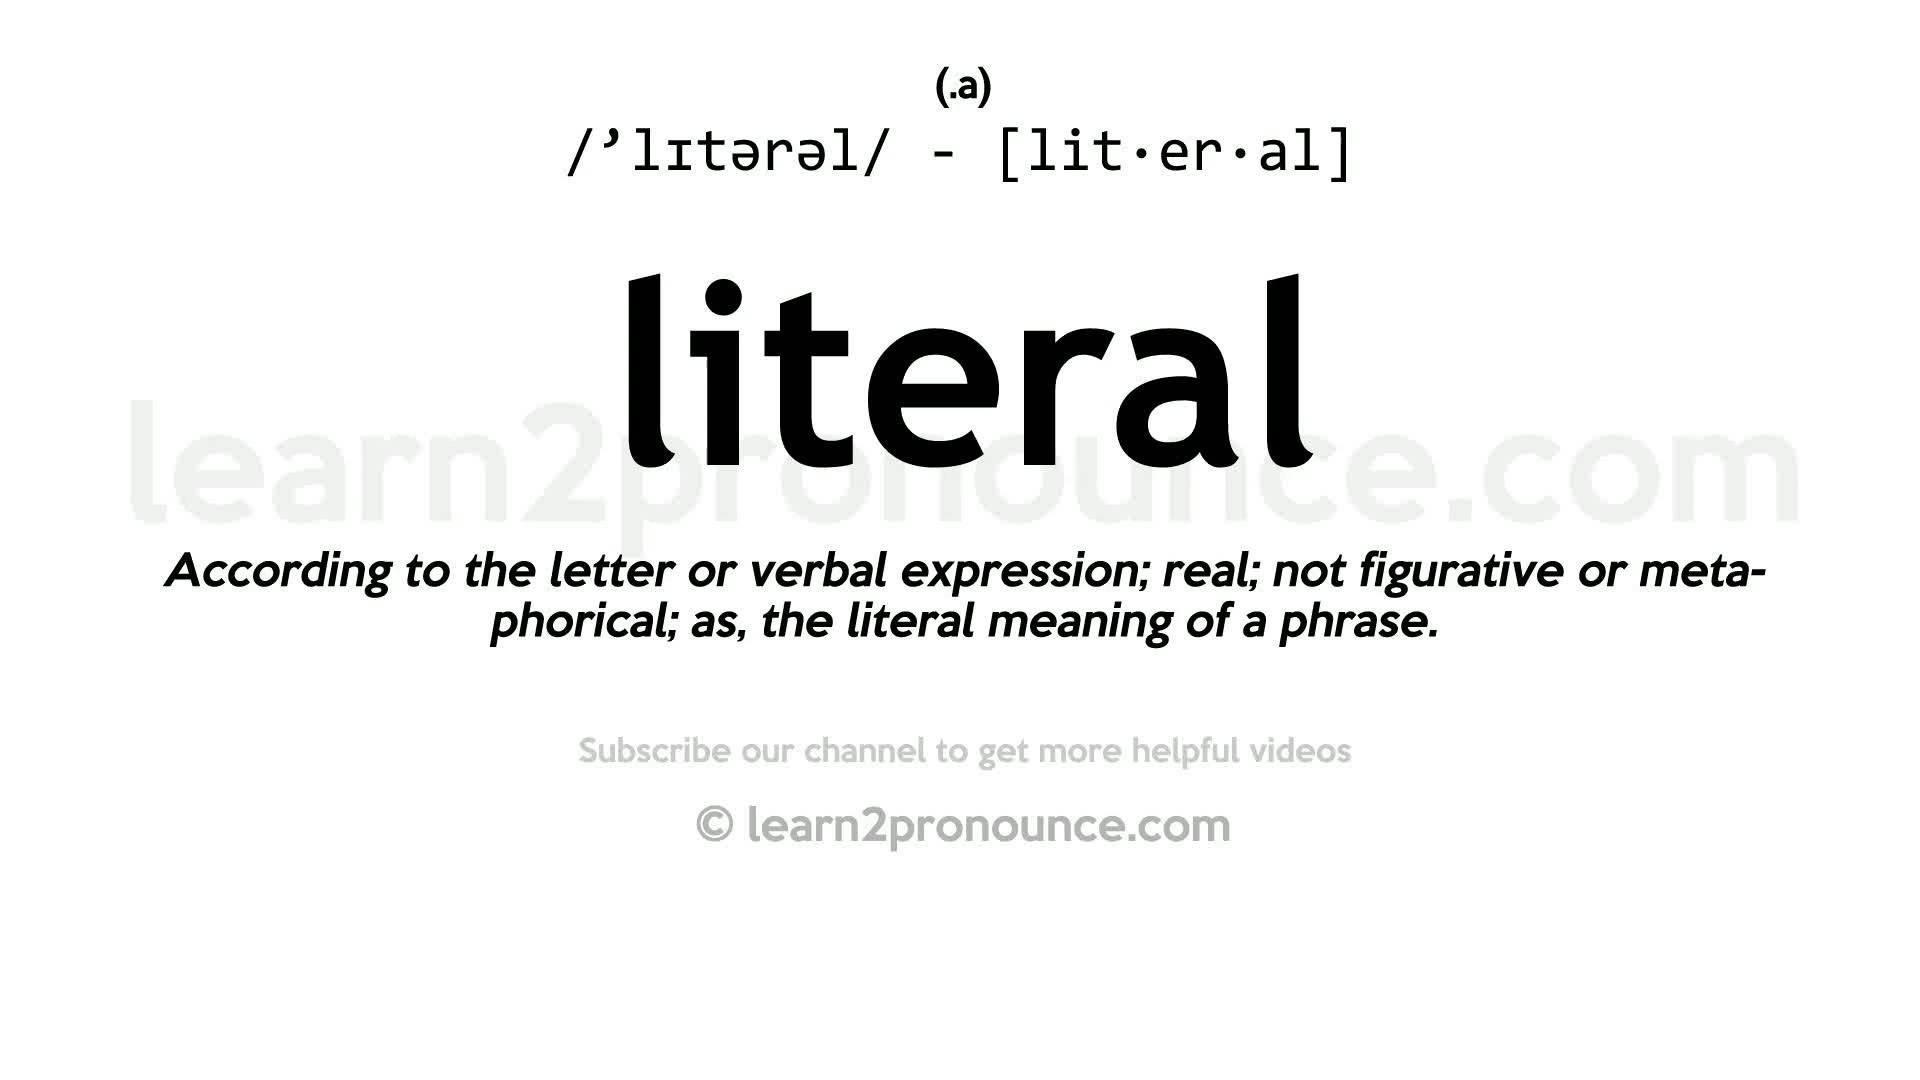 (.a)
/’lɪtərəl/ - [lit·er·al]
literal
learn2pronounce.com
According to the letter or verbal expression; real; not figurative or meta-
phorical; as, the literal meaning of a phrase.
Subscribe our channel to get more helpful videos
© learn2pronounce.com